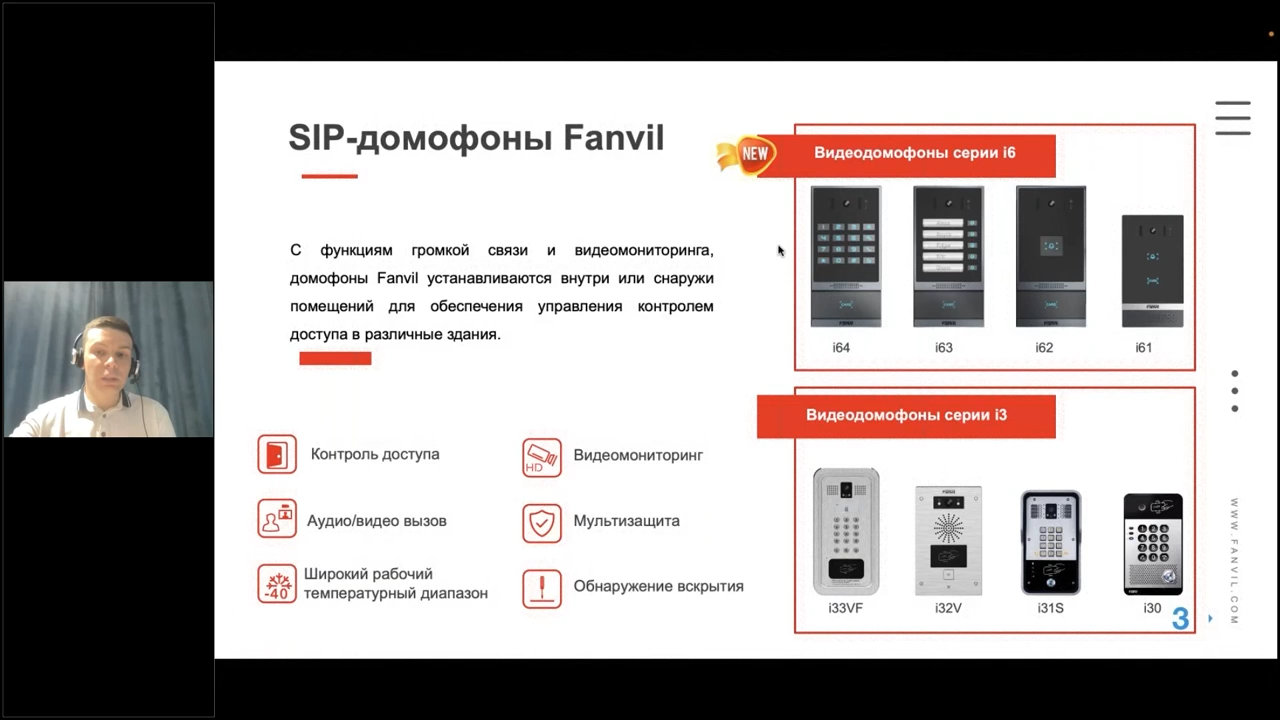 SIP-домофоны Fanvil
С функциям громкой связи и видеомониторинга,
домофоны Fanvil устанавливаются внутри или снаружи
помещений для обеспечения управления контролем
доступа в различные здания.
Контроль доступа
Видеомониторинг
HD
Аудио/видео вызов
Мультизащита
Широкий рабочий
температурный диапазон
-40
Обнаружение вскрытия
NEW
Видеодомофоны серии i6
i64
i63
i62
i61
Видеодомофоны серии i3
i33VF
i32V
i31S
i30
3
WWW.FANVIL.COM